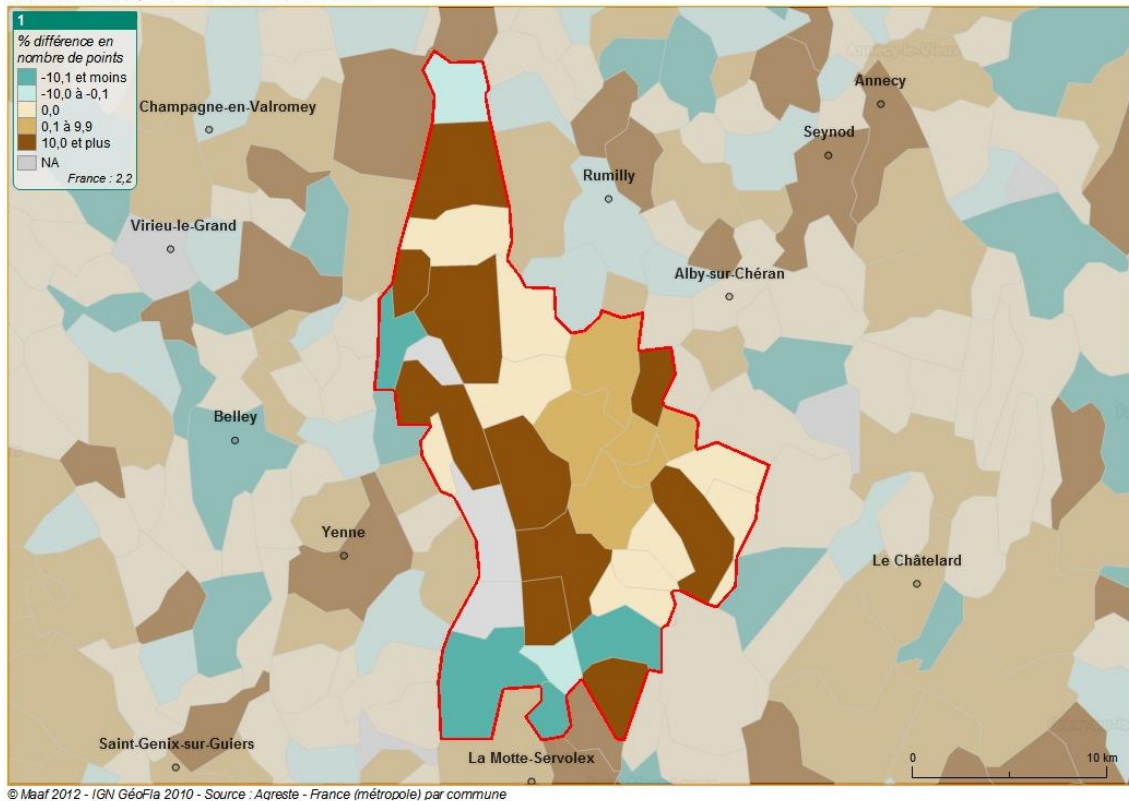 1
% différence en
nombre de points
-10,1 et moins
-10,0 à -0,1
0,0
0,1 à 9,9
10,0 et plus
NA
France : 2,2
Annecy-le-Vieux
Annecy
Champagne-en-Valromey
Seynod
Rumilly
Virieu-le-Grand
Alby-sur-Chéran
Belley
Yenne
Le Châtelard
Saint-Genix-sur-Guiers
La Motte-Servolex
0 10 km
© Maaf 2012 - IGN GéoFla 2010 - Source : Agreste - France (métropole) par commune